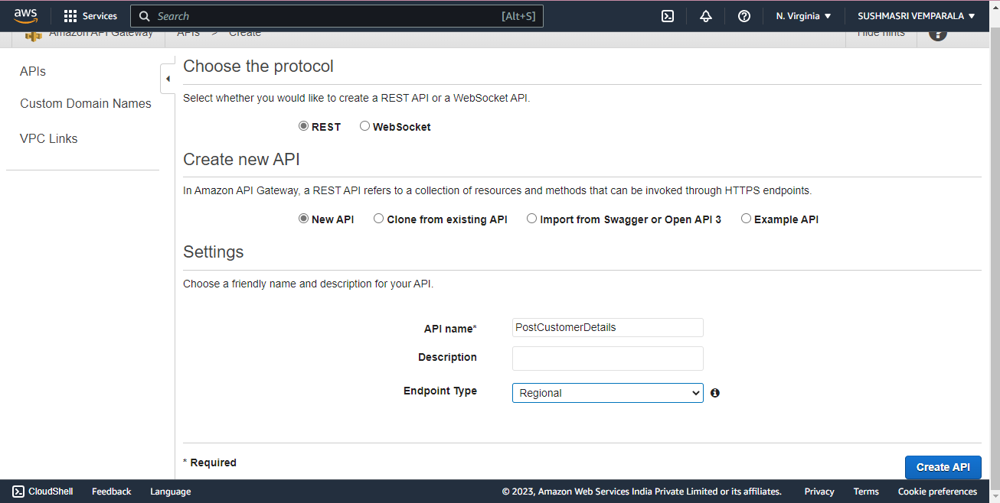 aws Services Search [Alt+S] N. Virginia SUSHMASRI VEMPARALA
Amazon API Gateway APIs > Create Hide hints
APIs
Custom Domain Names
VPC Links
Choose the protocol
Select whether you would like to create a REST API or a WebSocket API.
REST WebSocket
Create new API
In Amazon API Gateway, a REST API refers to a collection of resources and methods that can be invoked through HTTPS endpoints.
New API Clone from existing API Import from Swagger or Open API 3 Example API
Settings
Choose a friendly name and description for your API.
API name* PostCustomerDetails
Description
Endpoint Type Regional
* Required
Create API
CloudShell Feedback Language © 2023, Amazon Web Services India Private Limited or its affiliates. Privacy Terms Cookie preferences